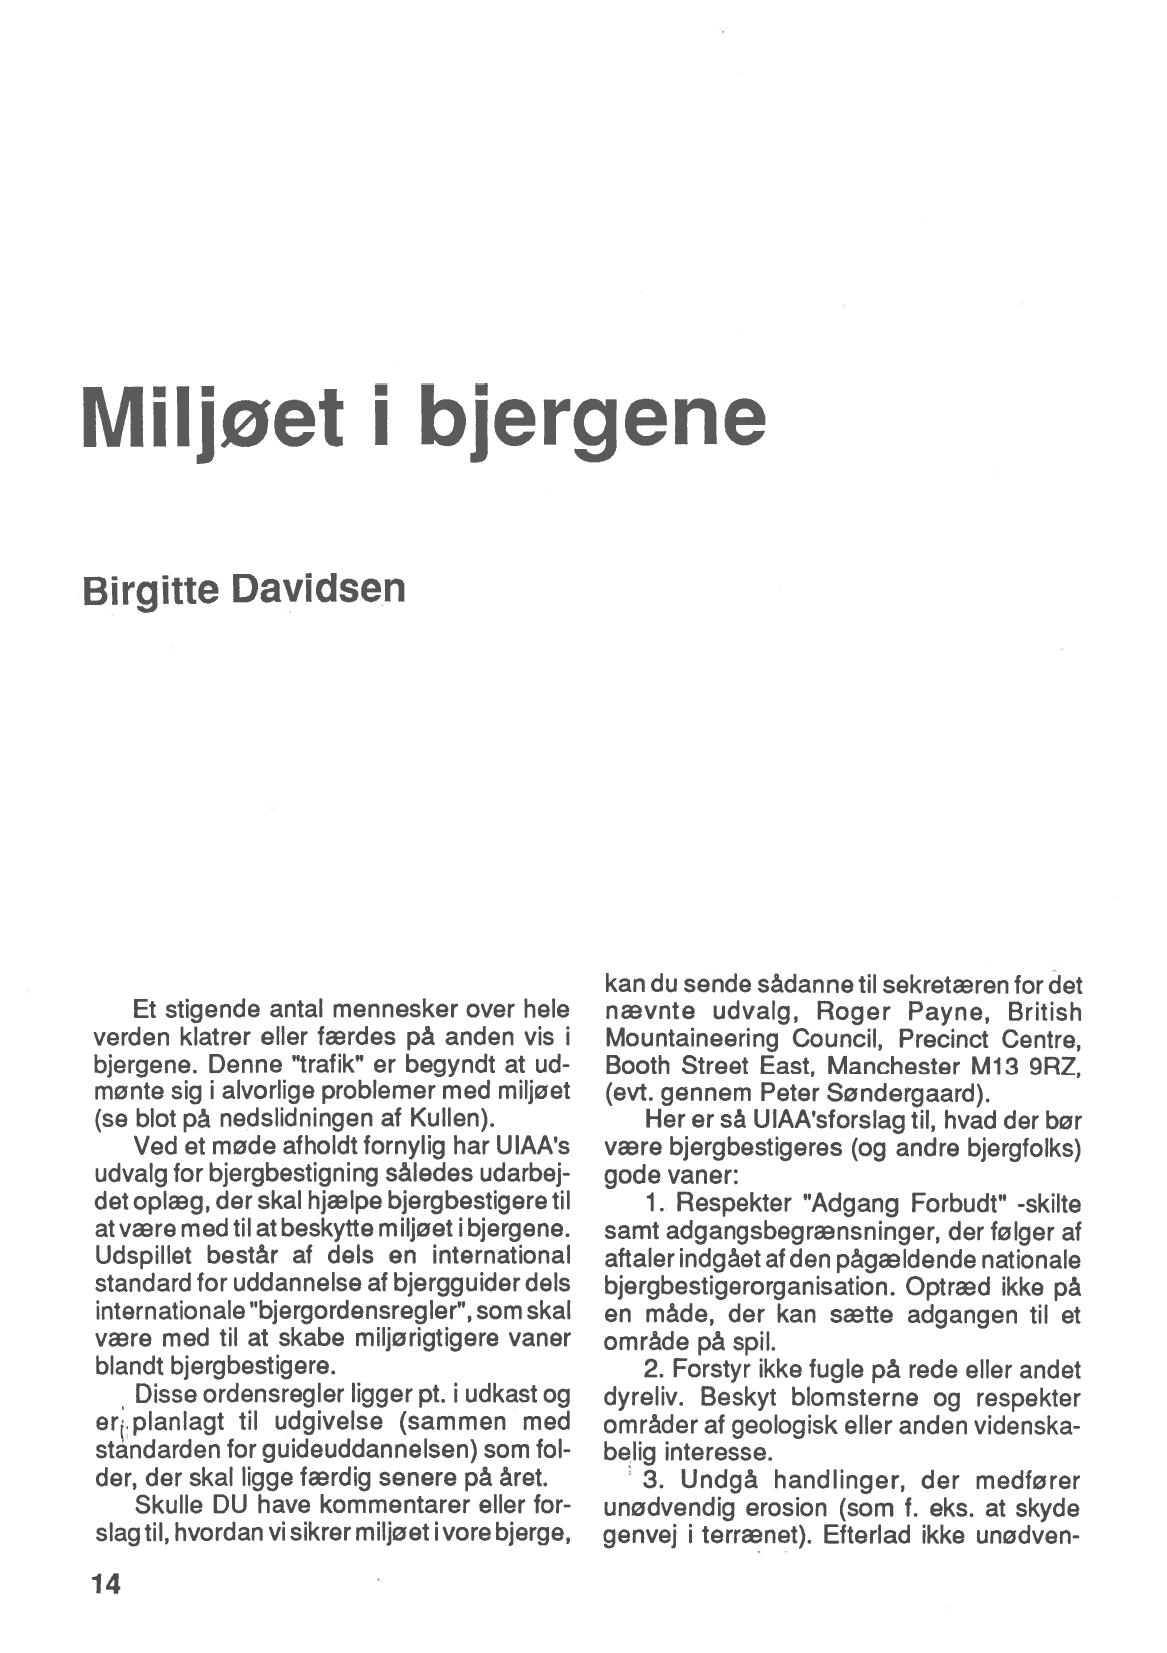 Miljøet i bjergene
Birgitte Davidsen
Et stigende antal mennesker over hele
verden klatrer eller færdes på anden vis i
bjergene. Denne "trafik" er begyndt at ud-
mønte sig i alvorlige problemer med miljøet
(se blot på nedslidningen af Kullen).
Ved et møde afholdt fornylig har UIAA's
udvalg for bjergbestigning således udarbej-
det oplæg, der skal hjælpe bjergbestigere til
at være med til at beskytte miljøet i bjergene.
Udspillet består af dels en international
standard for uddannelse af bjergguider dels
internationale "bjergordensregler", som skal
være med til at skabe miljørigtigere vaner
blandt bjergbestigere.
Disse ordensregler ligger pt. i udkast og
er planlagt til udgivelse (sammen med
standarden for guideuddannelsen) som fol-
der, der skal ligge færdig senere på året.
Skulle DU have kommentarer eller for-
slag til, hvordan vi sikrer miljøet i vore bjerge,
kan du sende sådanne til sekretæren for det
nævnte udvalg, Roger Payne, British
Mountaineering Council, Precinct Centre,
Booth Street East, Manchester M13 9RZ,
(evt. gennem Peter Søndergaard).
Her er så UIAA'sforslag til, hvad der bør
være bjergbestigeres (og andre bjergfolks)
gode vaner:
1. Respekter "Adgang Forbudt" -skilte
samt adgangsbegrænsninger, der følger af
aftaler indgået af den pågældende nationale
bjergbestigerorganisation. Optræd ikke på
en måde, der kan sætte adgangen til et
område på spil.
2. Forstyr ikke fugle på rede eller andet
dyreliv. Beskyt blomsterne og respekter
områder af geologisk eller anden videnska-
belig interesse.
3. Undgå handlinger, der medfører
unødvendig erosion (som f. eks. at skyde
genvej i terrænet). Efterlad ikke unødven-
14